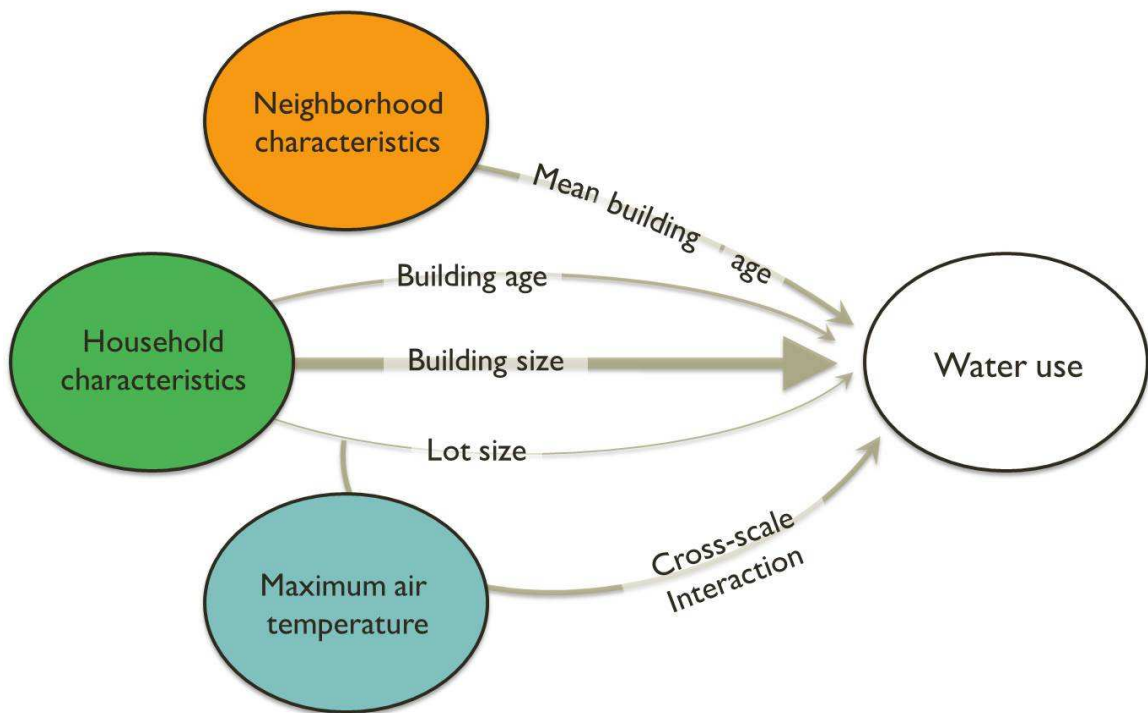 Neighborhood
characteristics
Mean building age
Building age
Household
characteristics
Building size
Water use
Lot size
Maximum air
temperature
Cross-scale
Interaction